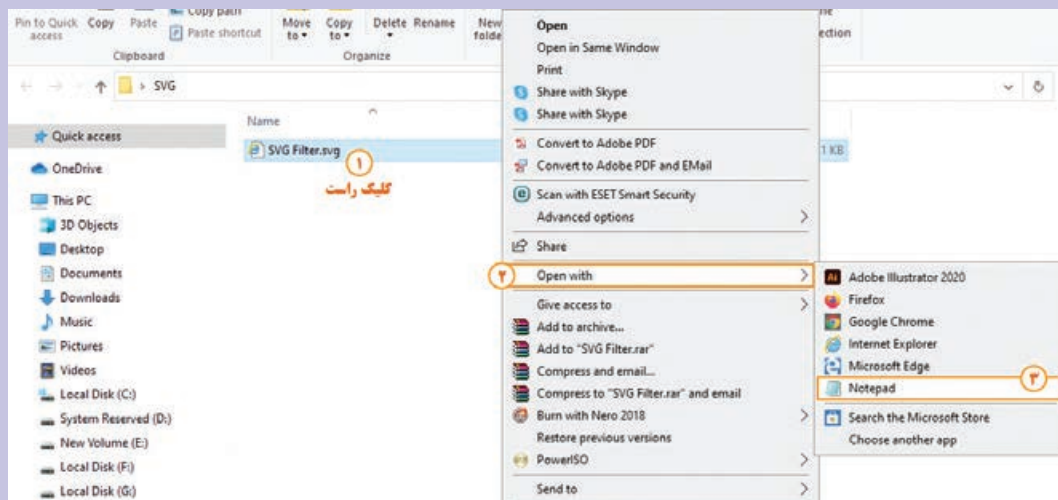 Copy path
Pin to Quick access
Copy
Paste
Paste shortcut
Clipboard
Move to
Copy to
Delete
Rename
New
Organize
SVG
Name
Quick access
OneDrive
This PC
3D Objects
Desktop
Documents
Downloads
Music
Pictures
Videos
Local Disk (C:)
System Reserved (D:)
New Volume (E:)
Local Disk (F:)
Local Disk (G:)
SVG Filter.svg
1 KB
۱
کلیک راست
Open
Open in Same Window
Print
Share with Skype
Share with Skype
Convert to Adobe PDF
Convert to Adobe PDF and EMail
Scan with ESET Smart Security
Advanced options
Share
۲
Open with
Give access to
Add to archive...
Add to "SVG Filter.rar"
Compress and email...
Compress to "SVG Filter.rar" and email
Burn with Nero 2018
Restore previous versions
PowerISO
Send to
Adobe Illustrator 2020
Firefox
Google Chrome
Internet Explorer
Microsoft Edge
Notepad
۳
Search the Microsoft Store
Choose another app